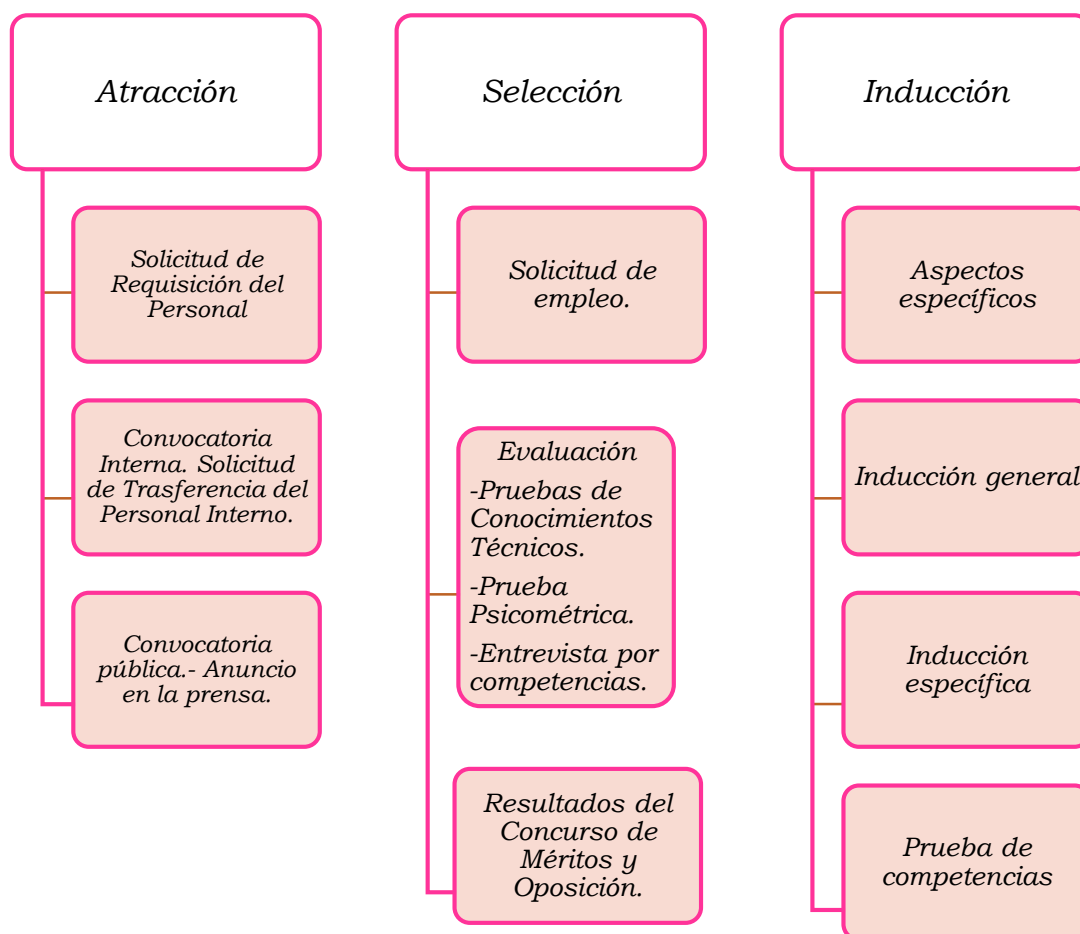 Atracción
Solicitud de
Requisición del
Personal
Convocatoria
Interna. Solicitud
de Trasferencia del
Personal Interno.
Convocatoria
pública.- Anuncio
en la prensa.
Selección
Solicitud de
empleo.
Evaluación
-Pruebas de
Conocimientos
Técnicos.
-Prueba
Psicométrica.
-Entrevista por
competencias.
Resultados del
Concurso de
Méritos y
Oposición.
Inducción
Aspectos
específicos
Inducción general
Inducción
específica
Prueba de
competencias